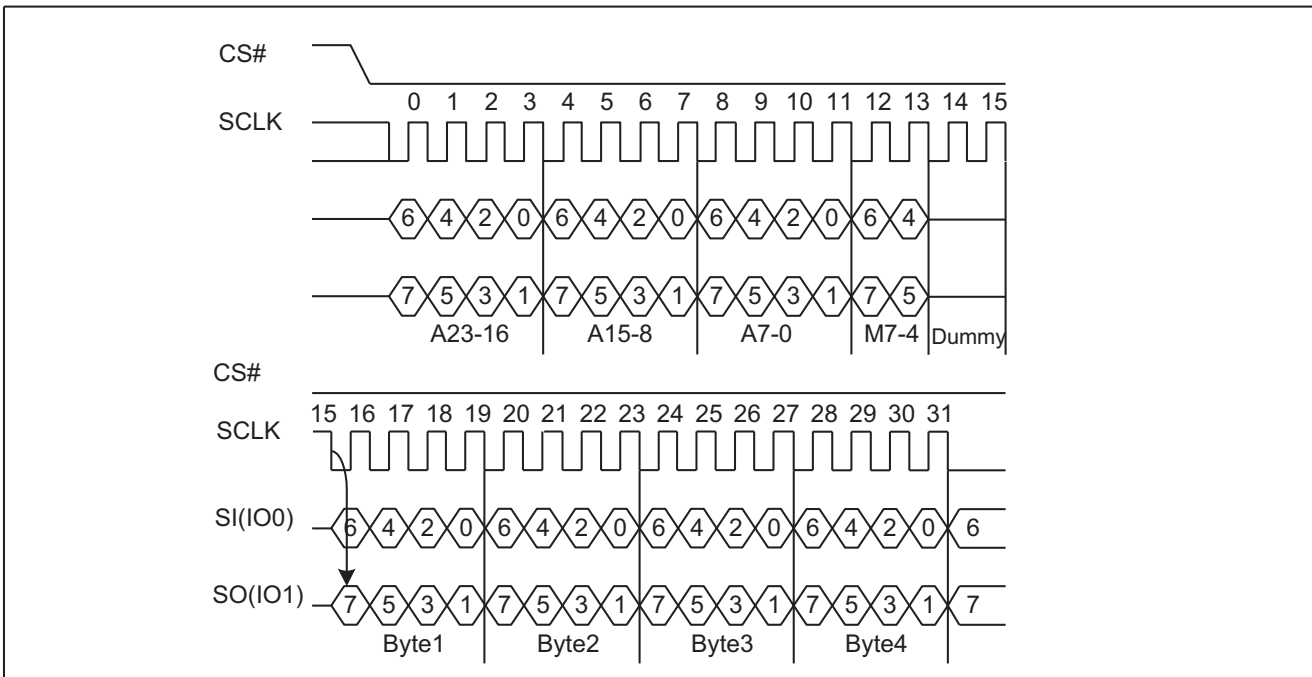 CS#
0 1 2 3 4 5 6 7 8 9 10 11 12 13 14 15
SCLK
6 4 2 0 6 4 2 0 6 4 2 0 6 4
7 5 3 1 7 5 3 1 7 5 3 1 7 5
A23-16 A15-8 A7-0 M7-4 Dummy
CS#
15 16 17 18 19 20 21 22 23 24 25 26 27 28 29 30 31
SCLK
SI(IO0) 6 4 2 0 6 4 2 0 6 4 2 0 6 4 2 0 6
SO(IO1) 7 5 3 1 7 5 3 1 7 5 3 1 7 5 3 1 7
Byte1 Byte2 Byte3 Byte4